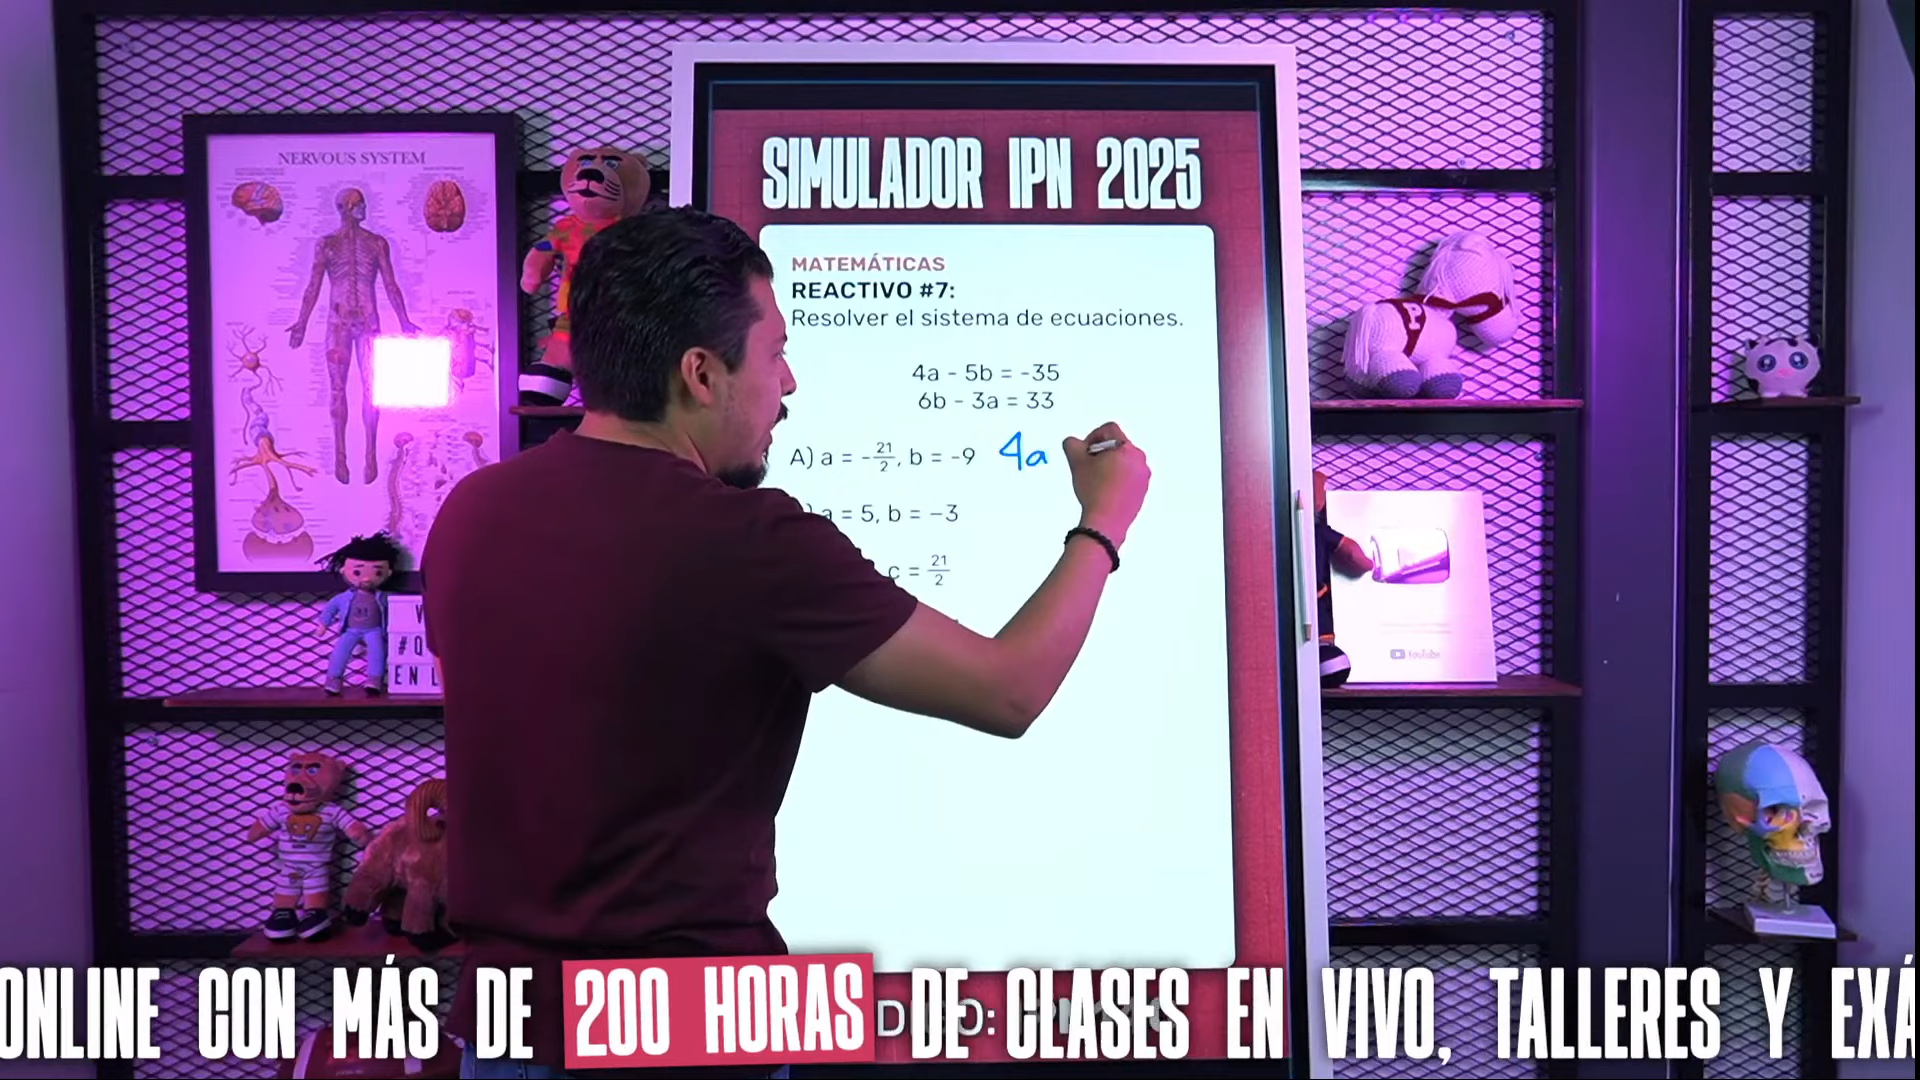 NERVOUS SYSTEM
SIMULADOR IPN 2025
MATEMÁTICAS
REACTIVO #7:
Resolver el sistema de ecuaciones.
4a - 5b = -35
6b - 3a = 33
A) a = -21/2, b = -9
4a
a = 5, b = -3
c = 21/2
V
#Q
EN L
P
YouTube
ONLINE CON MÁS DE 200 HORAS DE CLASES EN VIVO, TALLERES Y EXÁ